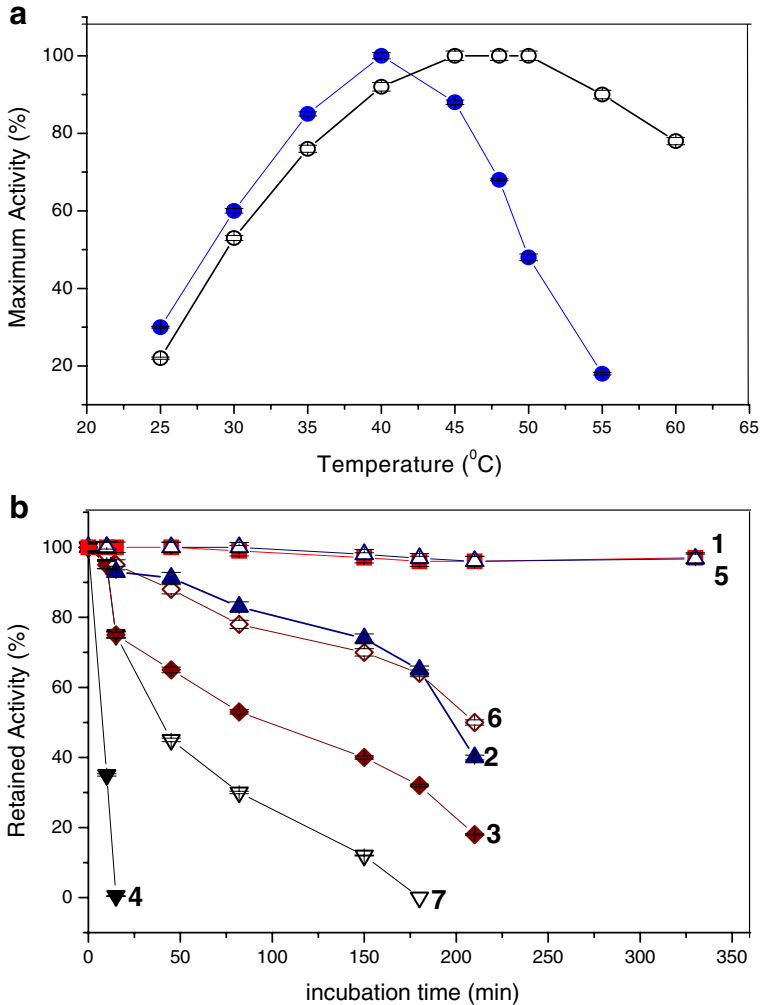 a
Maximum Activity (%)
100
80
60
40
20
20 25 30 35 40 45 50 55 60 65
Temperature (⁰C)
b
Retained Activity (%)
100
80
60
40
20
0
1
5
6
2
3
4
7
0 50 100 150 200 250 300 350
incubation time (min)